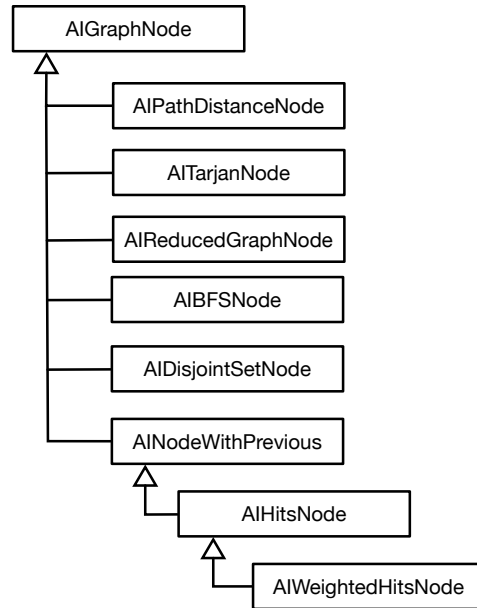 AIGraphNode
AIPathDistanceNode
AITarjanNode
AIReducedGraphNode
AIBFSNode
AIDisjointSetNode
AINodeWithPrevious
AIHitsNode
AIWeightedHitsNode